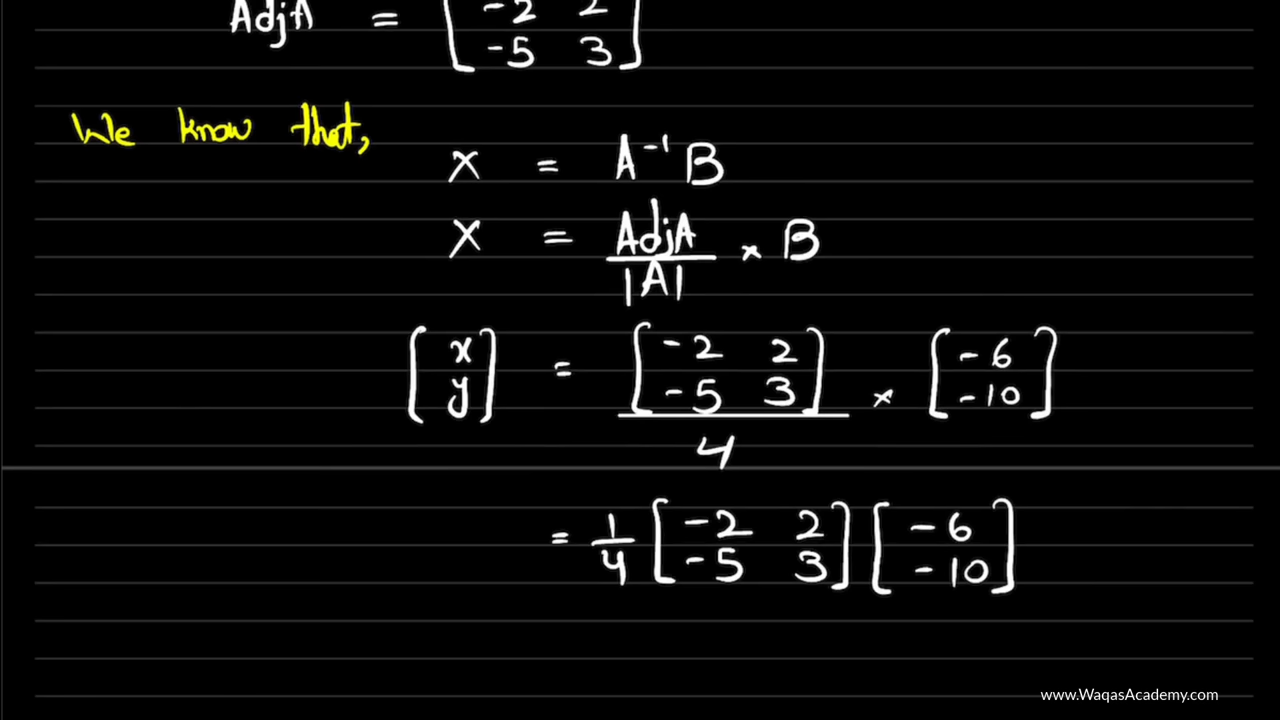 AdjA = [-2 2
-5 3]
We know that,
X = A⁻¹B
X = AdjA / |A| × B
[x y] = [-2 2 -5 3] / 4 × [-6 -10]
= 1/4 [-2 2 -5 3] [-6 -10]
www.WaqasAcademy.com